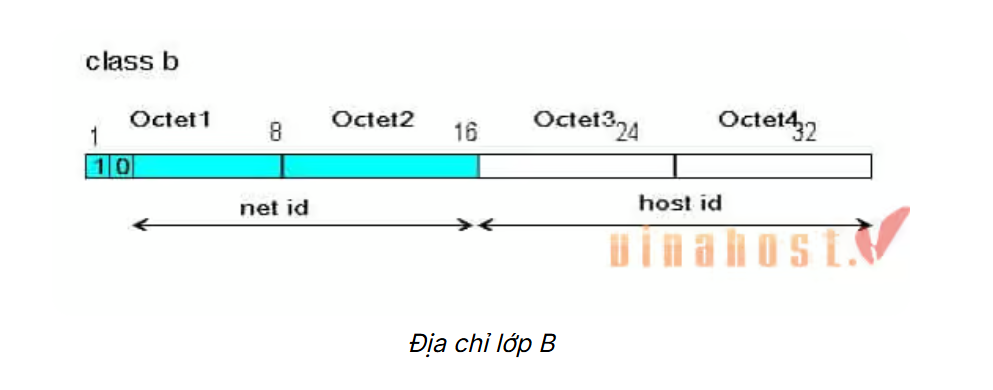 class b
Octet1 Octet2 Octet3 Octet4
1 8 16 24 32
1 0
net id host id
vinahost.
Địa chỉ lớp B